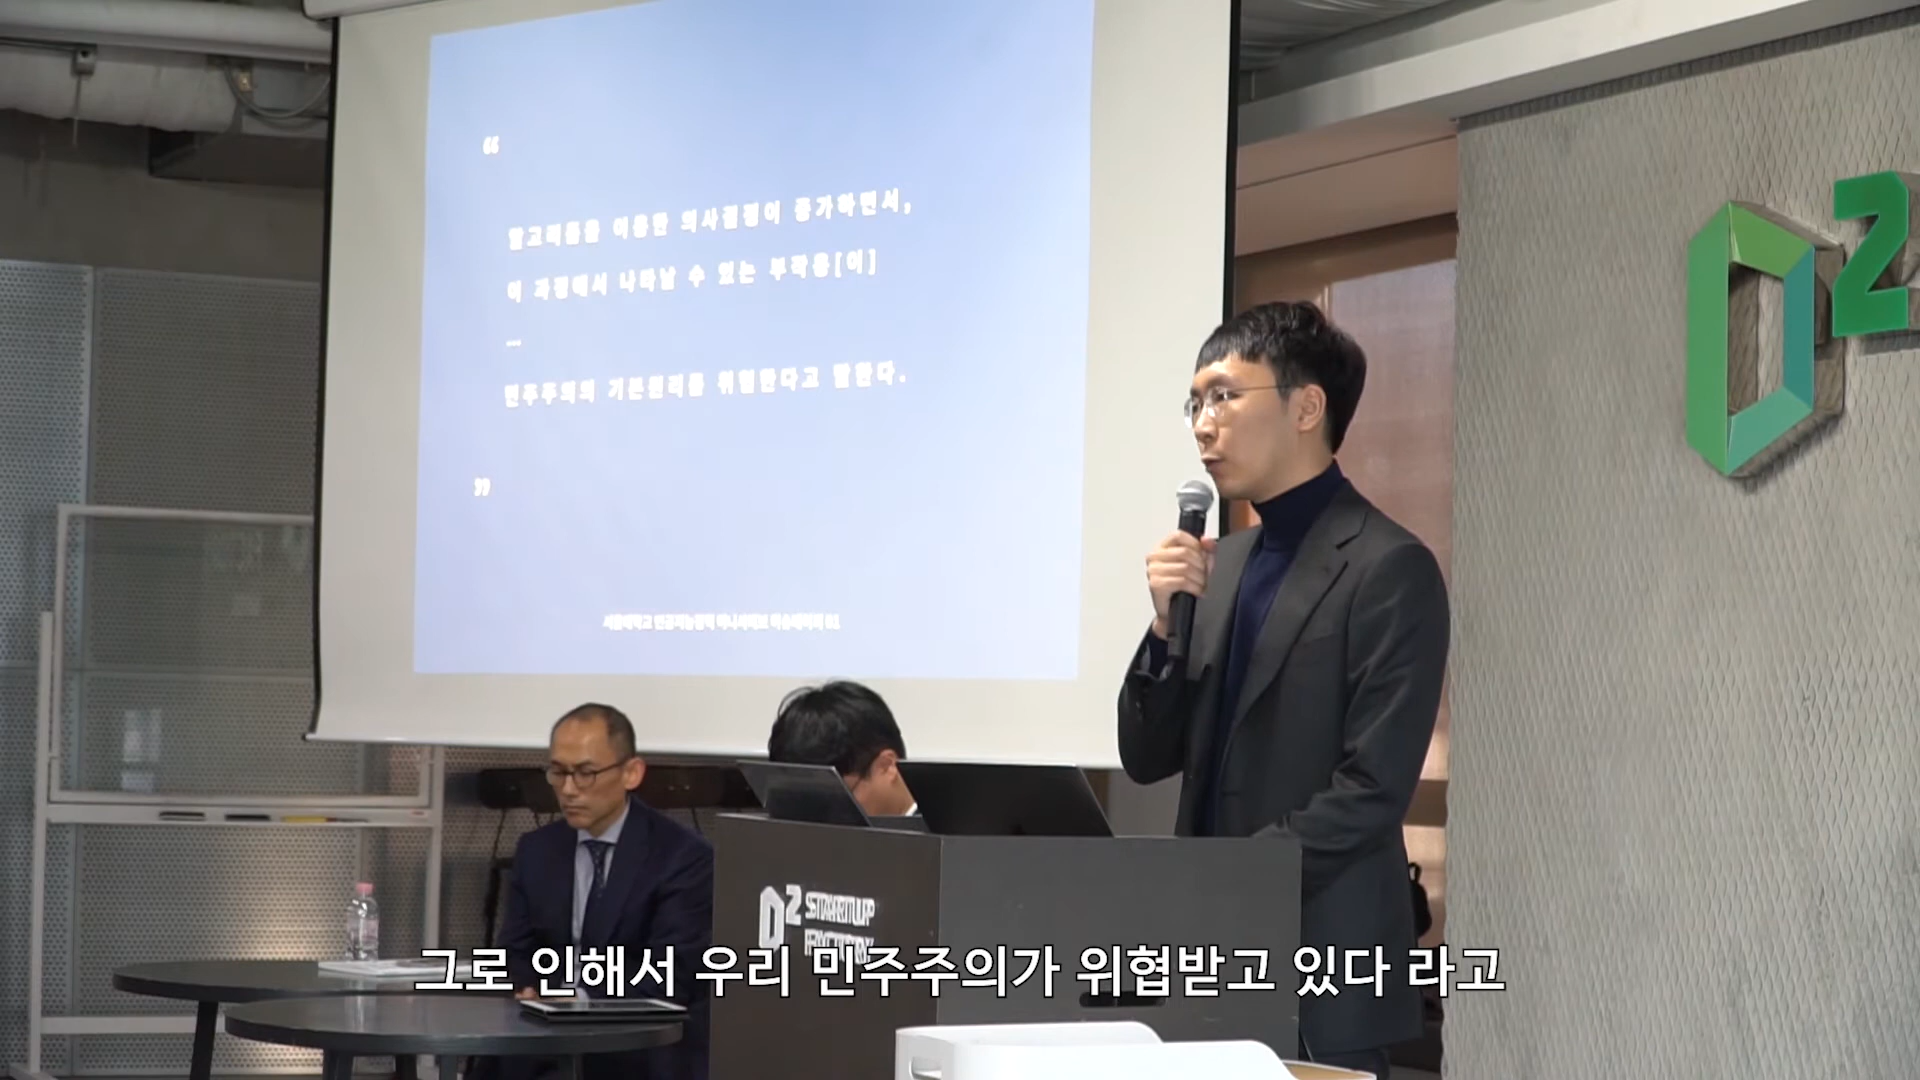 “
알고리듬을 이용한 의사결정이 증가하면서,
이 과정에서 나타날 수 있는 부작용[이]
...
민주주의의 기본원리를 위협한다고 말한다.
”
D2
D2 STARTUP
FACTORY
그로 인해서 우리 민주주의가 위협받고 있다 라고